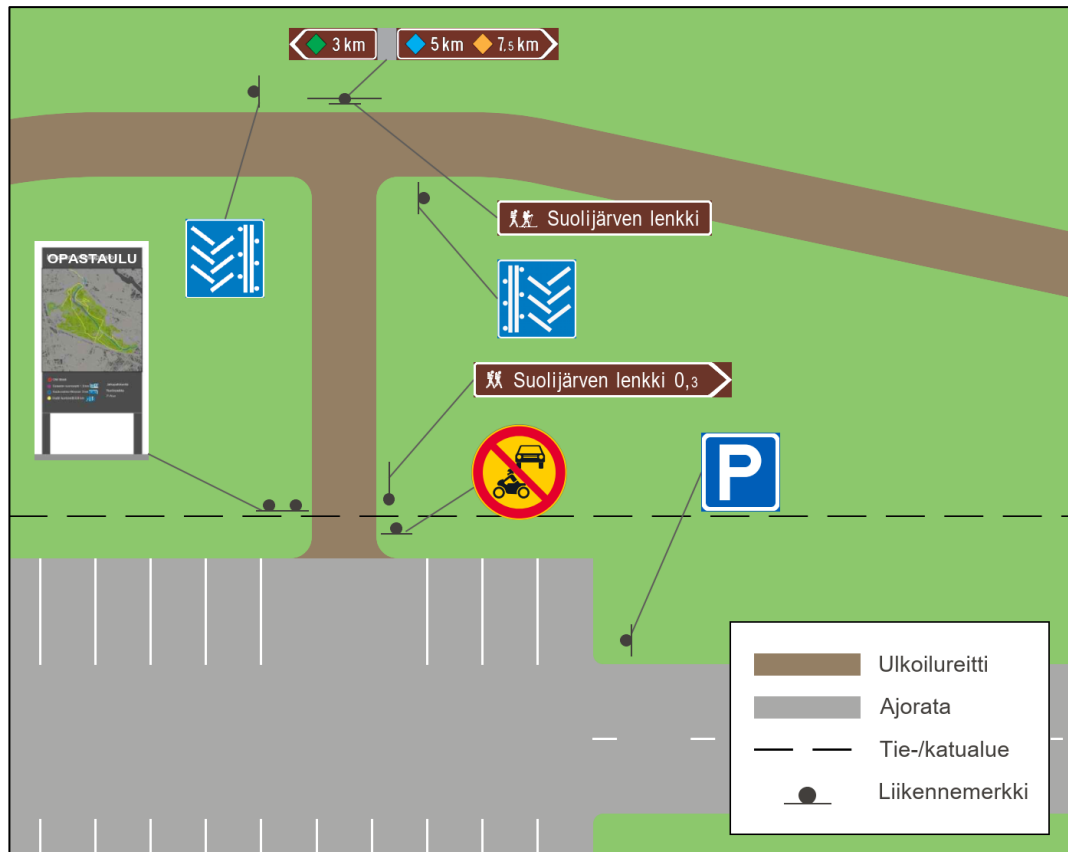 3 km
5 km 7,5 km
Suolijärven lenkki
OPASTAULU
Suolijärven lenkki 0,3
P
Ulkoilureitti
Ajorata
Tie-/katualue
Liikennemerkki